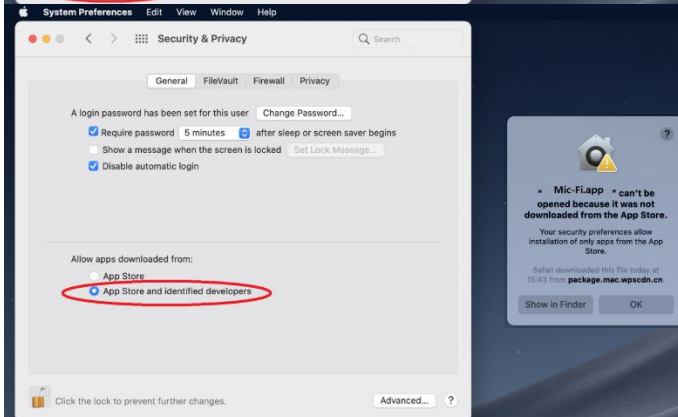 System Preferences Edit View Window Help
Security & Privacy
Search
General FileVault Firewall Privacy
A login password has been set for this user Change Password...
Require password 5 minutes after sleep or screen saver begins
Show a message when the screen is locked Set Lock Message...
Disable automatic login
Allow apps downloaded from:
App Store
App Store and identified developers
Click the lock to prevent further changes.
Advanced... ?
?
" Mic-Fi.app " can't be
opened because it was not
downloaded from the App Store.
Your security preferences allow
installation of only apps from the App
Store.
Safari downloaded this file today at
15:43 from package.mac.wpscdn.cn.
Show in Finder OK